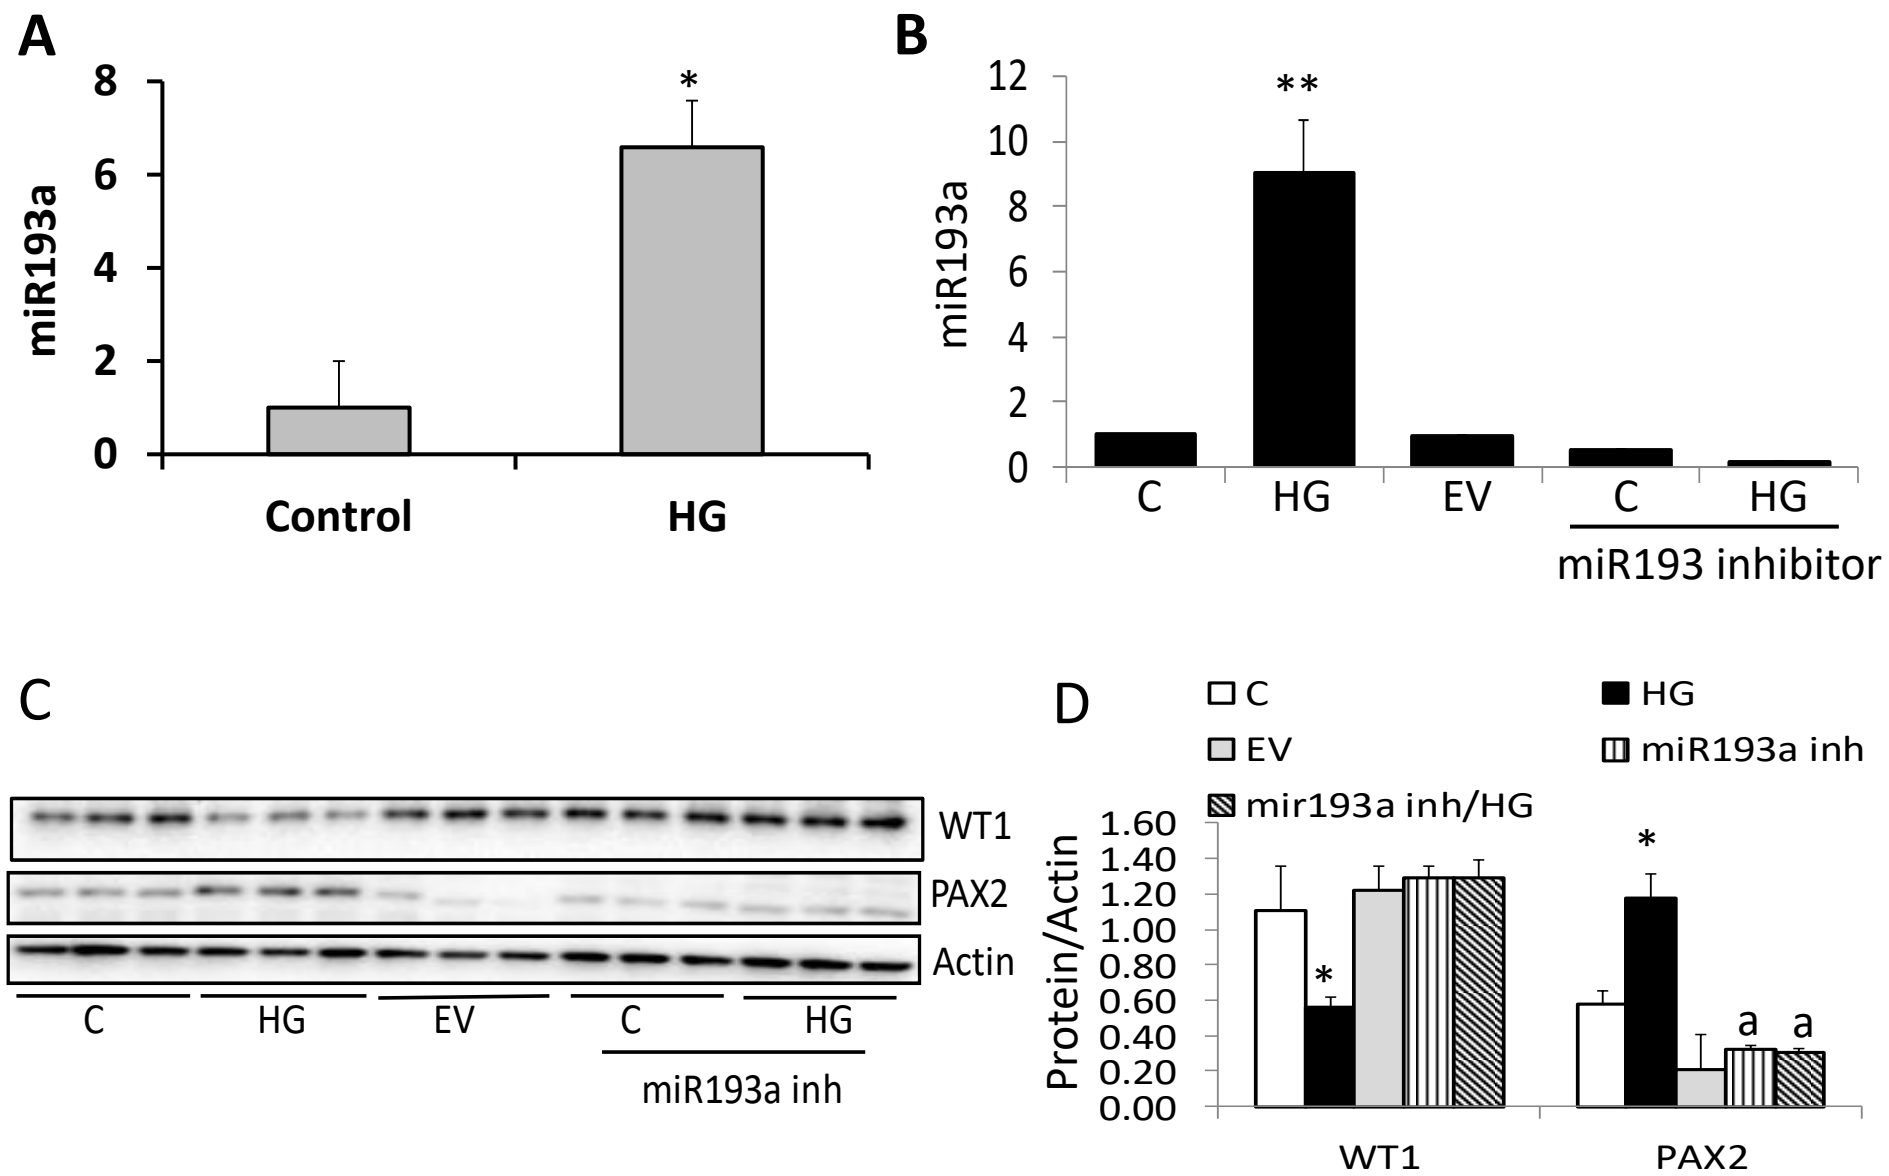 A
8
6
4
2
0
miR193a
*
Control
HG
B
12
10
8
6
4
2
0
miR193a
**
C
HG
EV
C
HG
miR193 inhibitor
C
WT1
PAX2
Actin
C
HG
EV
C
HG
miR193a inh
D
C
HG
EV
miR193a inh
mir193a inh/HG
1.60
1.40
1.20
1.00
0.80
0.60
0.40
0.20
0.00
Protein/Actin
*
*
a
a
WT1
PAX2